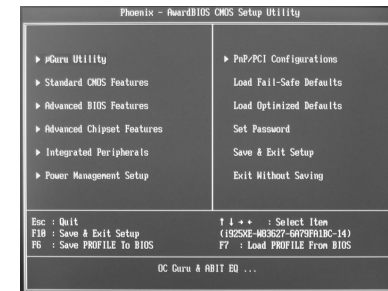 Phoenix - AwardBIOS CMOS Setup Utility
▶ µGuru Utility
▶ Standard CMOS Features
▶ Advanced BIOS Features
▶ Advanced Chipset Features
▶ Integrated Peripherals
▶ Power Management Setup
▶ PnP/PCI Configurations
Load Fail-Safe Defaults
Load Optimized Defaults
Set Password
Save & Exit Setup
Exit Without Saving
Esc : Quit
F10 : Save & Exit Setup
F6 : Save PROFILE To BIOS
↑ ↓ → ← : Select Item
(i925XE-W83627-6A79FA1BC-14)
F7 : Load PROFILE From BIOS
OC Guru & ABIT EQ ...